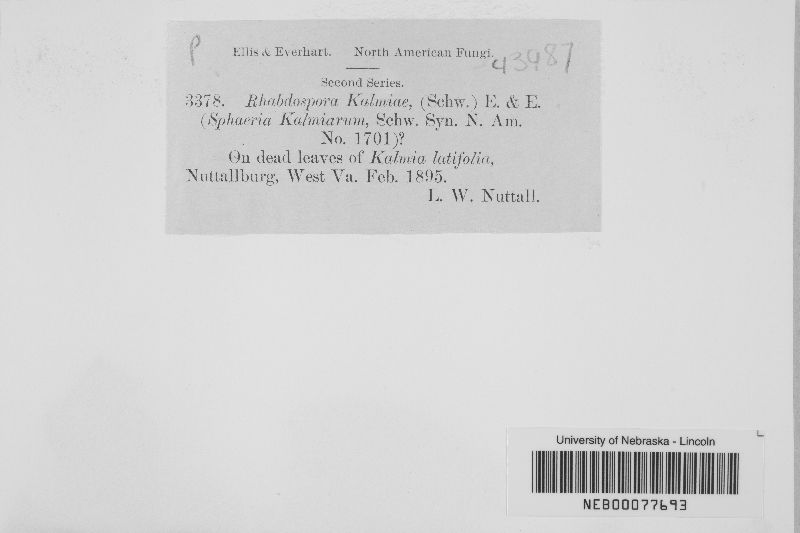 P Ellis & Everhart. North American Fungi. 43987
Second Series.
3378. Rhabdospora Kalmiae, (Schw.) E. & E.
(Sphaeria Kalmiarum, Schw. Syn. N. Am.
No. 1701)?
On dead leaves of Kalmia latifolia,
Nuttallburg, West Va. Feb. 1895.
L. W. Nuttall.
University of Nebraska - Lincoln
NEB00077693